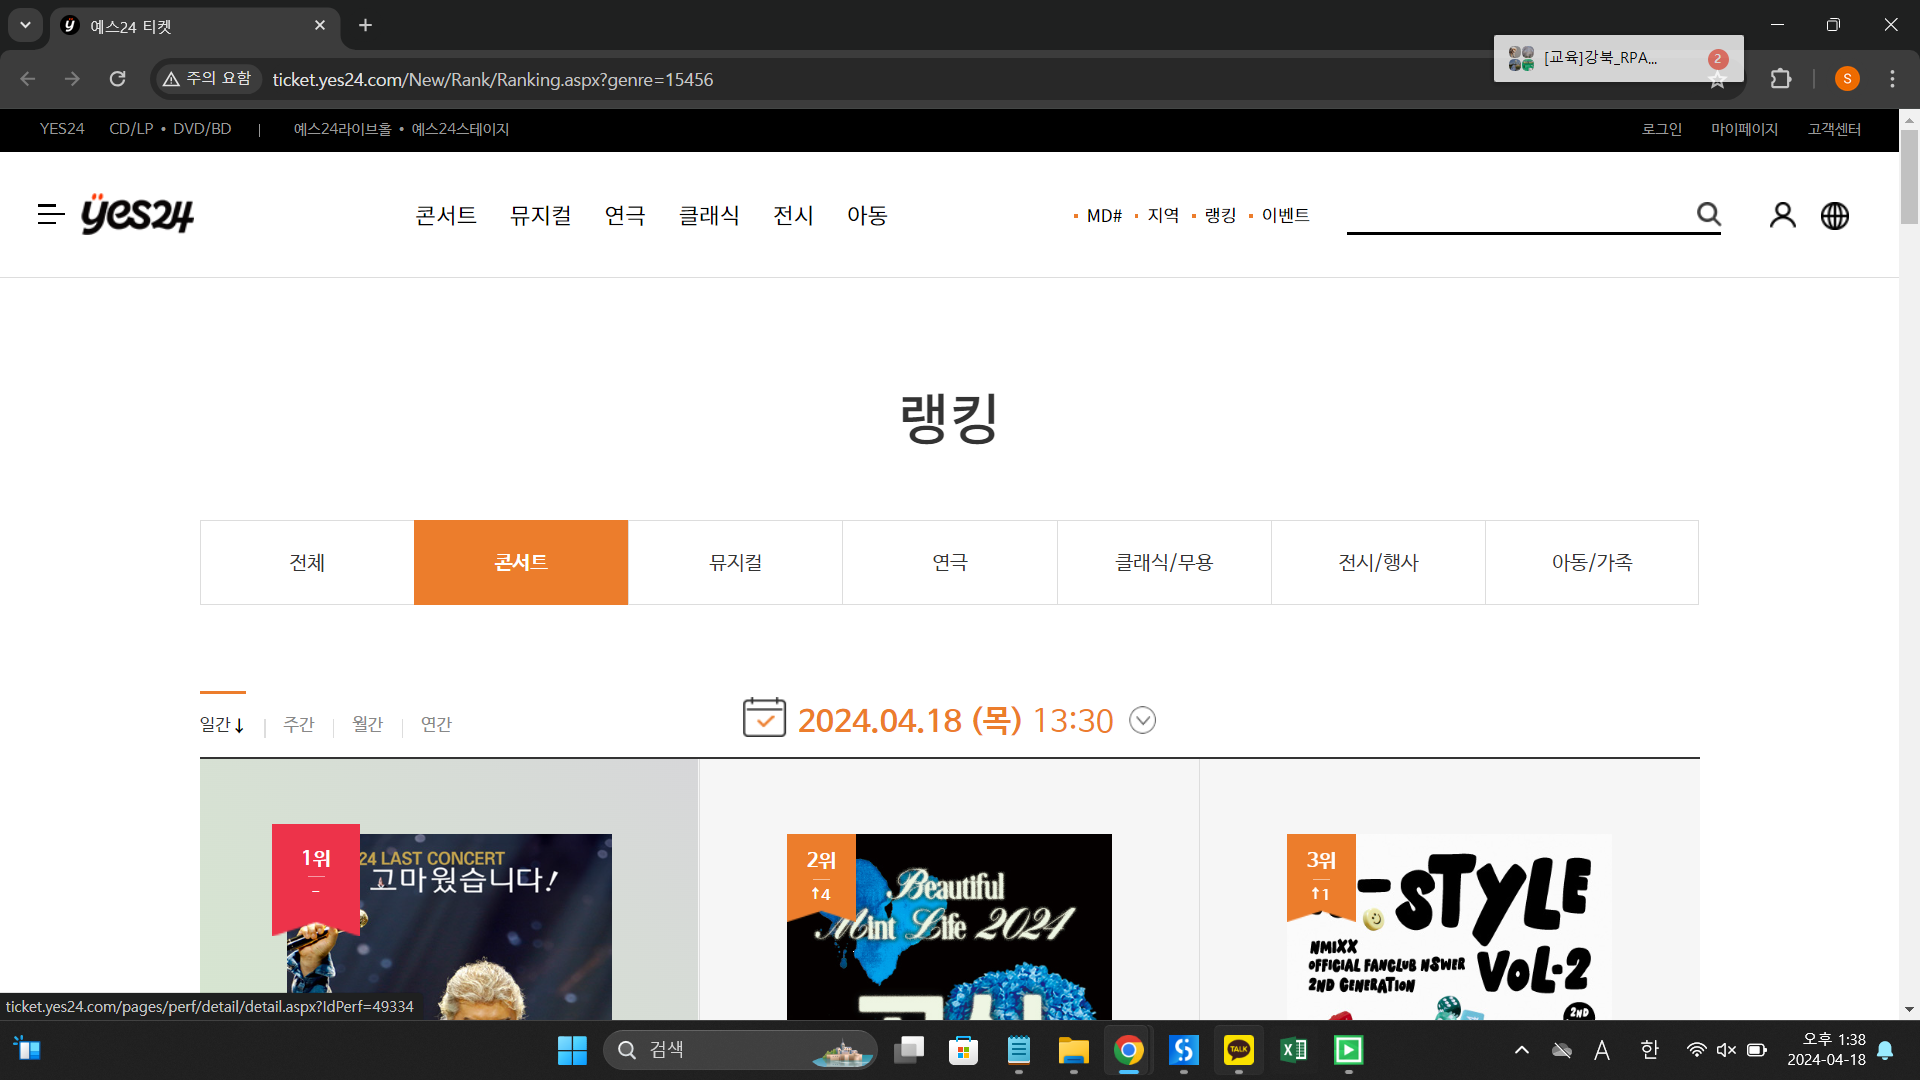 예스24 티켓
[교육]강북_RPA...
2
주의 요함
ticket.yes24.com/New/Rank/Ranking.aspx?genre=15456
S
YES24 CD/LP • DVD/BD | 예스24라이브홀 • 예스24스테이지
로그인 마이페이지 고객센터
yes24
콘서트 뮤지컬 연극 클래식 전시 아동
MD# 지역 랭킹 이벤트
랭킹
전체 콘서트 뮤지컬 연극 클래식/무용 전시/행사 아동/가족
일간↓ | 주간 | 월간 | 연간
2024.04.18 (목) 13:30
1위
–
24 LAST CONCERT
고마웠습니다!
2위
↑4
Beautiful
Mint Life 2024
3위
↑1
-STYLE
VOL-2
NMIXX
OFFICIAL FANCLUB NSWER
2ND GENERATION
2ND
ticket.yes24.com/pages/perf/detail/detail.aspx?IdPerf=49334
검색
TALK
A
한
오후 1:38
2024-04-18